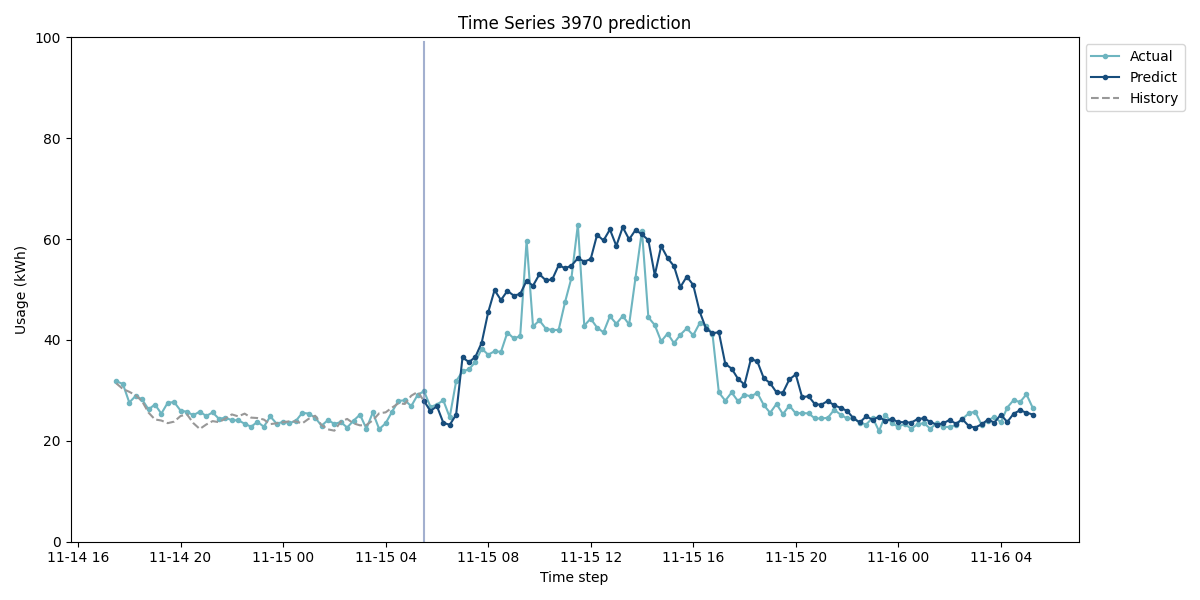 Time Series 3970 prediction
100
80
60
40
20
0
Usage (kWh)
11-14 16 11-14 20 11-15 00 11-15 04 11-15 08 11-15 12 11-15 16 11-15 20 11-16 00 11-16 04
Time step
Actual
Predict
History